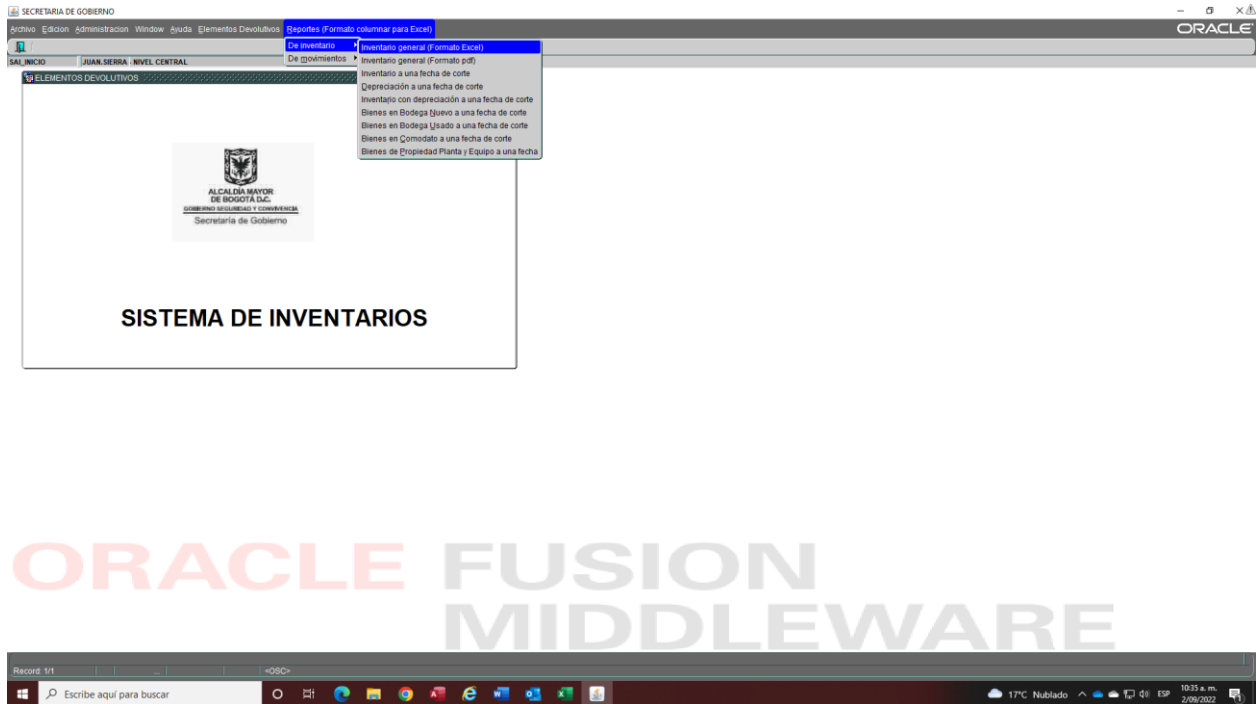 SECRETARIA DE GOBIERNO
Archivo Edicion Administracion Window Ayuda Elementos Devolutivos Reportes (Formato columnar para Excel)
ORACLE
De inventario
De movimientos
Inventario general (Formato Excel)
Inventario general (Formato pdf)
Inventario a una fecha de corte
Depreciación a una fecha de corte
Inventario con depreciación a una fecha de corte
Bienes en Bodega Nuevo a una fecha de corte
Bienes en Bodega Usado a una fecha de corte
Bienes en Comodato a una fecha de corte
Bienes de Propiedad Planta y Equipo a una fecha
SAI_INICIO JUAN.SIERRA NIVEL CENTRAL
ELEMENTOS DEVOLUTIVOS
ALCALDÍA MAYOR
DE BOGOTÁ D.C.
GOBIERNO SEGURIDAD Y CONVIVENCIA
Secretaría de Gobierno
SISTEMA DE INVENTARIOS
ORACLE FUSION
MIDDLEWARE
Record: 1/1 ... <OSC>
Escribe aquí para buscar
17°C Nublado
ESP
10:35 a. m.
2/09/2022